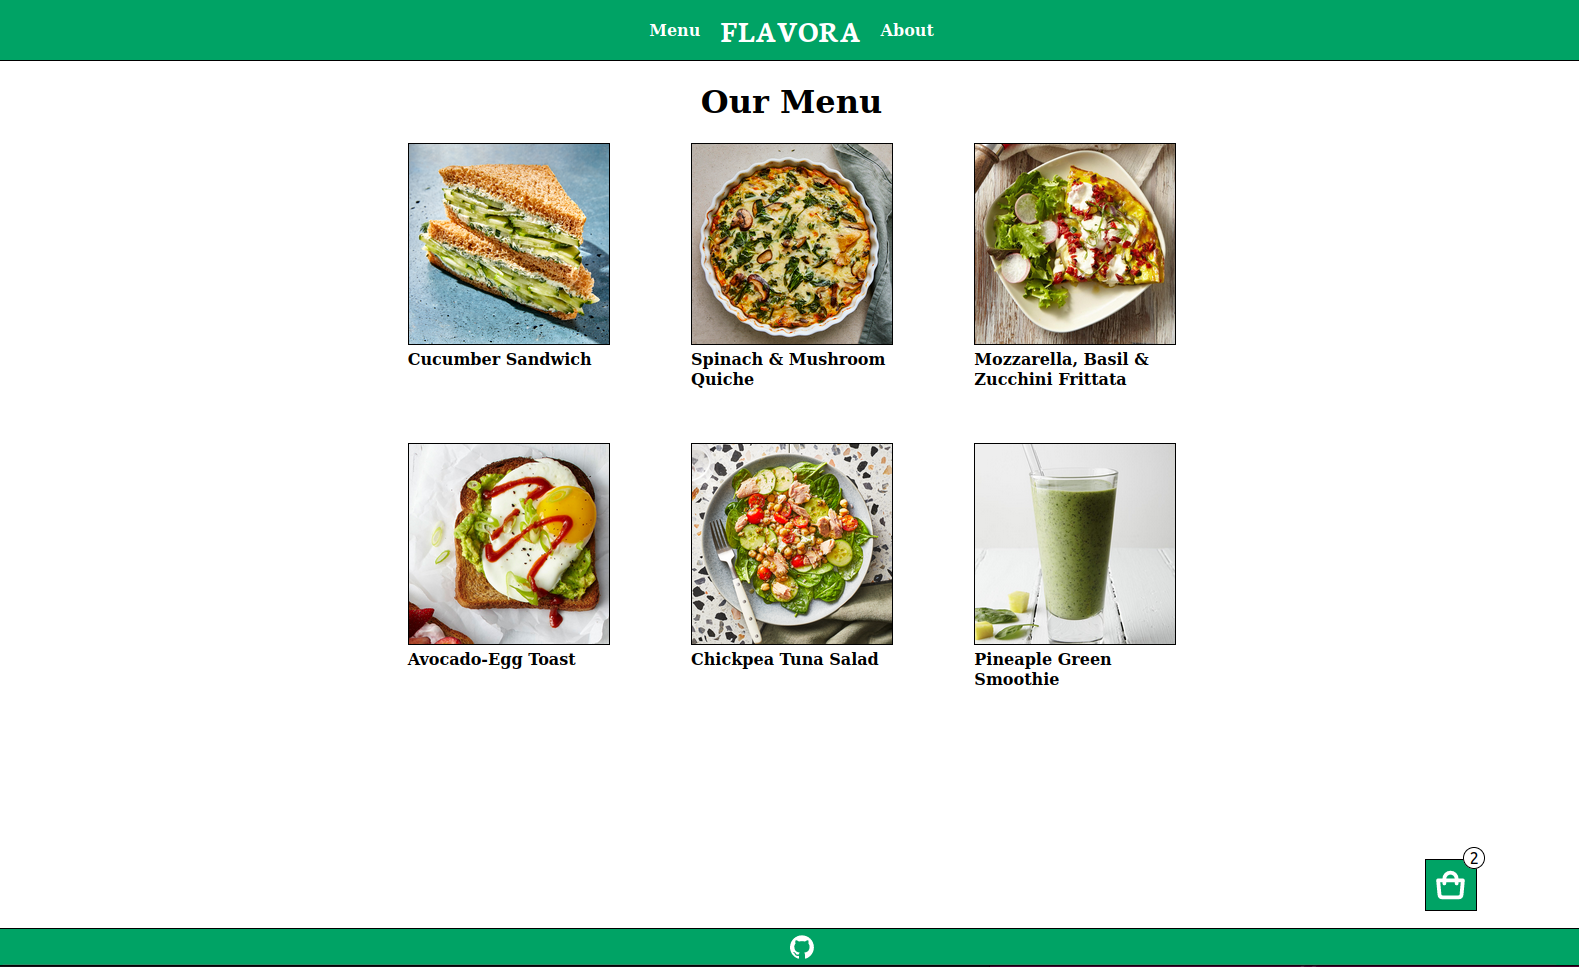 Menu FLAVORA About
Our Menu
Cucumber Sandwich
Spinach & Mushroom
Quiche
Mozzarella, Basil &
Zucchini Frittata
Avocado-Egg Toast
Chickpea Tuna Salad
Pineaple Green
Smoothie
2